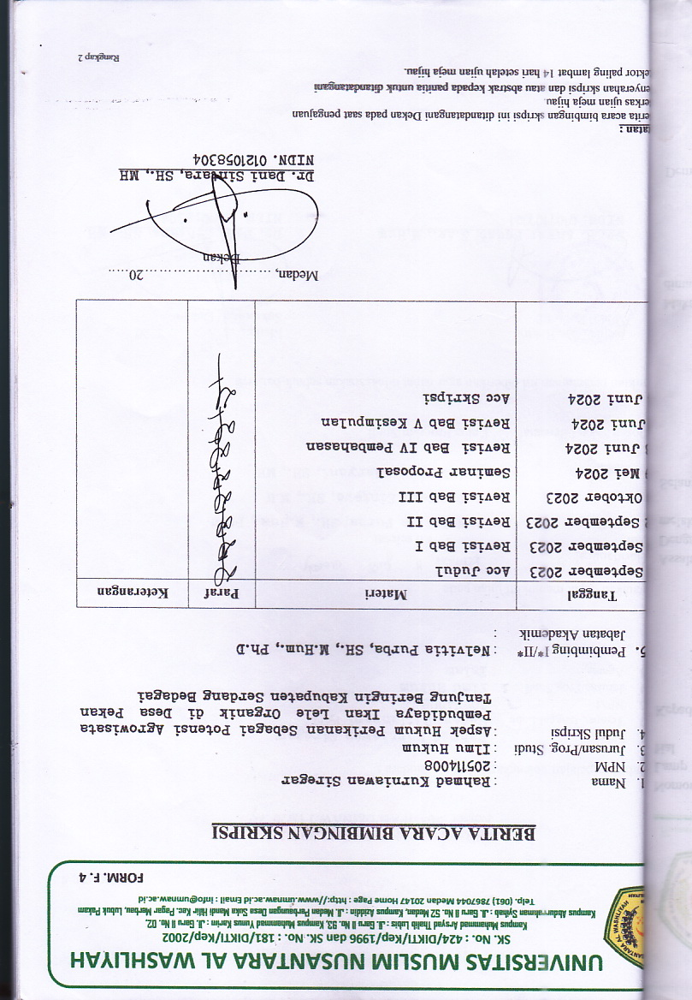 UNIVERSITAS MUSLIM NUSANTARA AL WASHLIYAH
SK. No. : 424/DIKTI/Kep/1996 dan SK. No. : 181/DIKTI/Kep/2002
Kampus Muhammad Arsyad Thalib Lubis : Jl. Garu II No. 93, Kampus Muhammad Yunus Karim : Jl. Garu II No. 02,
Kampus Abdurrahman Syihab : Jl. Garu II No. 52 Medan, Kampus Aziddin : Jl. Medan Perbaungan Desa Suka Mandi Hilir Kec. Pagar Merbau, Lubuk Pakam
Telp. (061) 7867044 Medan 20147 Home Page : http://www.umnaw.ac.id Email : info@umnaw.ac.id
FORM. F. 4
BERITA ACARA BIMBINGAN SKRIPSI
1. Nama : Rahmad Kurniawan Siregar
2. NPM : 205114008
3. Jurusan/Prog. Studi : Ilmu Hukum
4. Judul Skripsi : Aspek Hukum Perikanan Sebagai Potensi Agrowisata
Pembudidaya Ikan Lele Organik di Desa Pekan
Tanjung Beringin Kabupaten Serdang Bedagai
5. Pembimbing I*/II* : Nelvitia Purba, SH., M.Hum., Ph.D
Jabatan Akademik :
Tanggal Materi Paraf Keterangan
September 2023 Acc Judul
September 2023 Revisi Bab I
September 2023 Revisi Bab II
Oktober 2023 Revisi Bab III
Mei 2024 Seminar Proposal
Juni 2024 Revisi Bab IV Pembahasan
Juni 2024 Revisi Bab V Kesimpulan
Juni 2024 Acc Skripsi
Medan, ........................ 20.....
Dekan
Dr. Dani Sintara, SH., MH
NIDN. 0121058304
atan :
erita acara bimbingan skripsi ini ditandatangani Dekan pada saat pengajuan
erkas ujian meja hijau.
enyerahan skripsi dan atau abstrak kepada panitia untuk ditandatangani
ektor paling lambat 14 hari setelah ujian meja hijau.
Rangkap 2